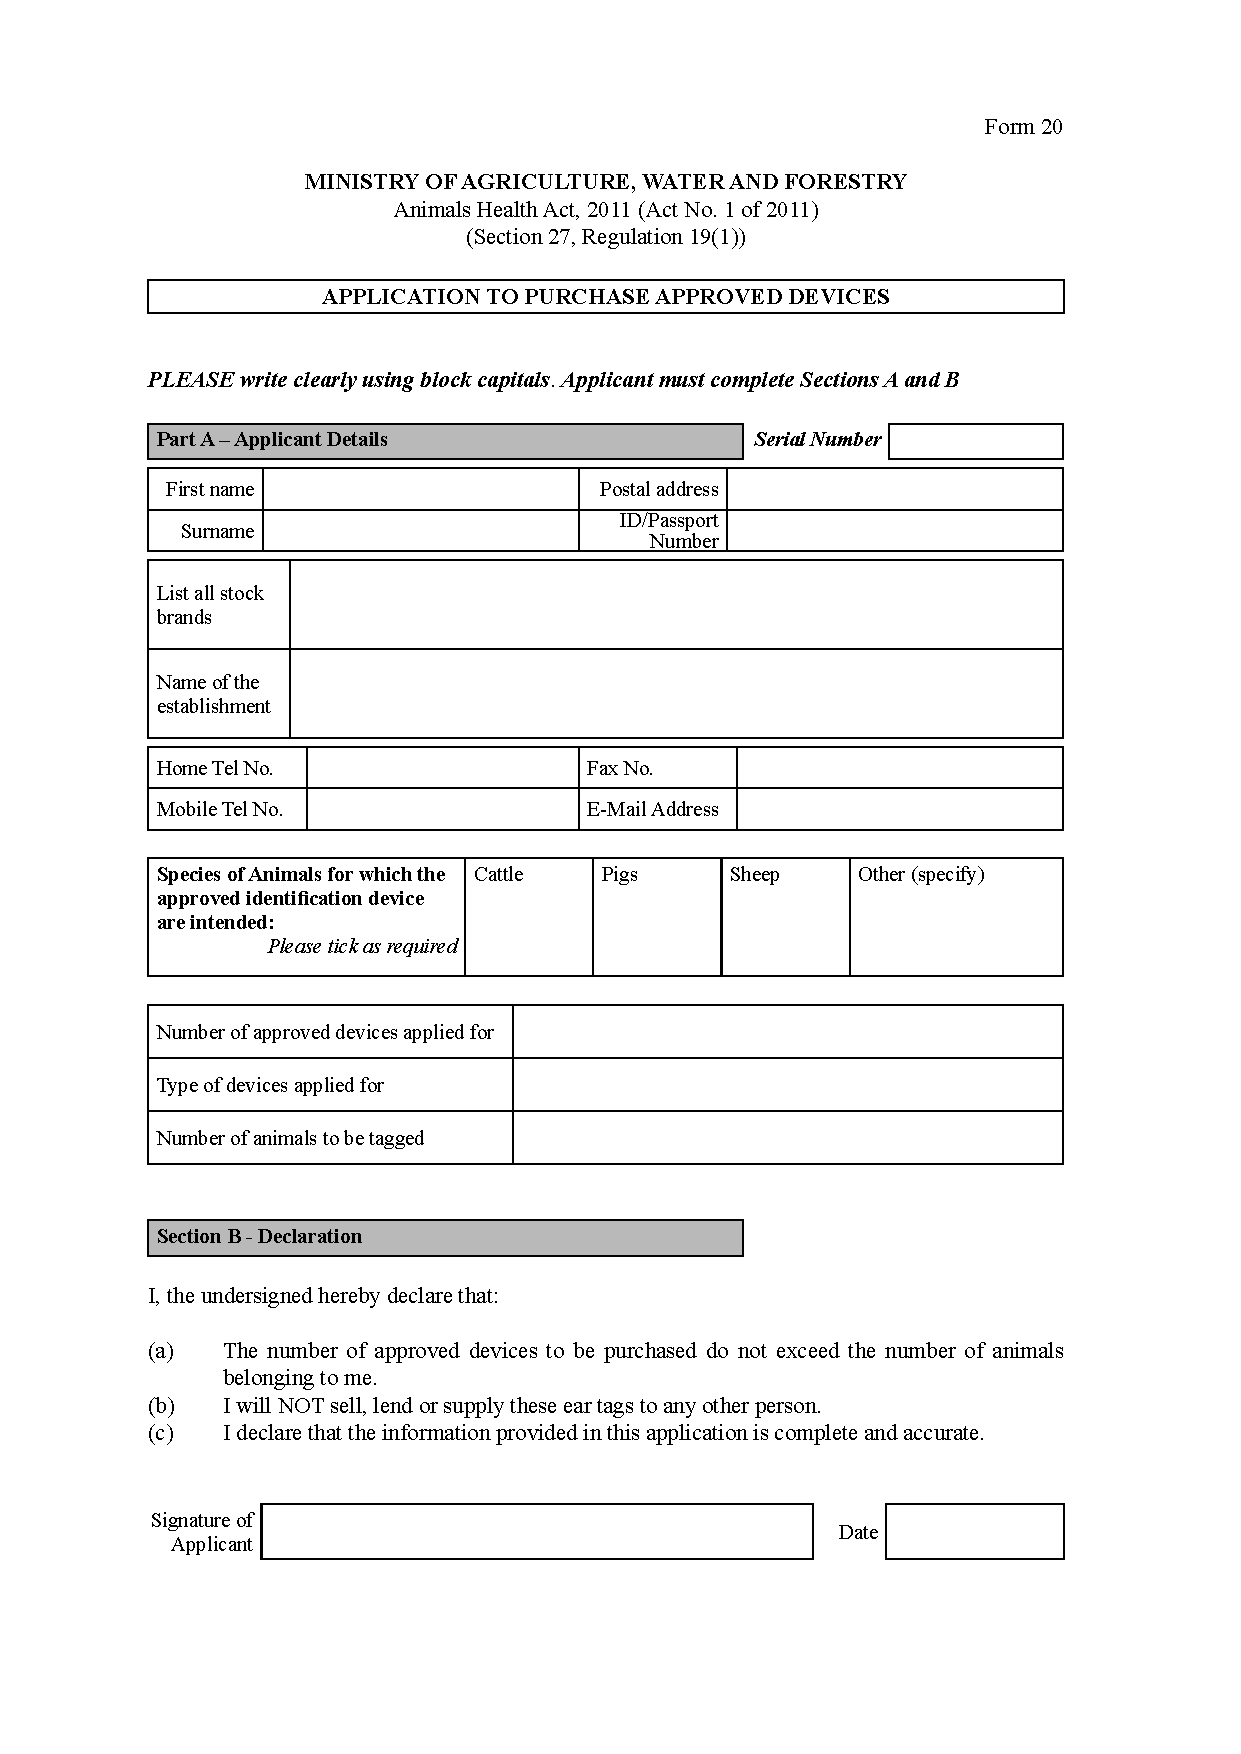 Form 20
MINISTRY OF AGRICULTURE, WATER AND FORESTRY
Animals Health Act, 2011 (Act No. 1 of 2011)
(Section 27, Regulation 19(1))
APPLICATION TO PURCHASE APPROVED DEVICES
PLEASE write clearly using block capitals. Applicant must complete Sections A and B
Part A – Applicant Details Serial Number
First name Postal address
Surname ID/Passport
Number
List all stock
brands
Name of the
establishment
Home Tel No. Fax No.
Mobile Tel No. E-Mail Address
Species of Animals for which the Cattle Pigs Sheep Other (specify)
approved identification device
are intended:
Please tick as required
Number of approved devices applied for
Type of devices applied for
Number of animals to be tagged
Section B - Declaration
I, the undersigned hereby declare that:
(a) The number of approved devices to be purchased do not exceed the number of animals
belonging to me.
(b) I will NOT sell, lend or supply these ear tags to any other person.
(c) I declare that the information provided in this application is complete and accurate.
Signature of
Applicant Date